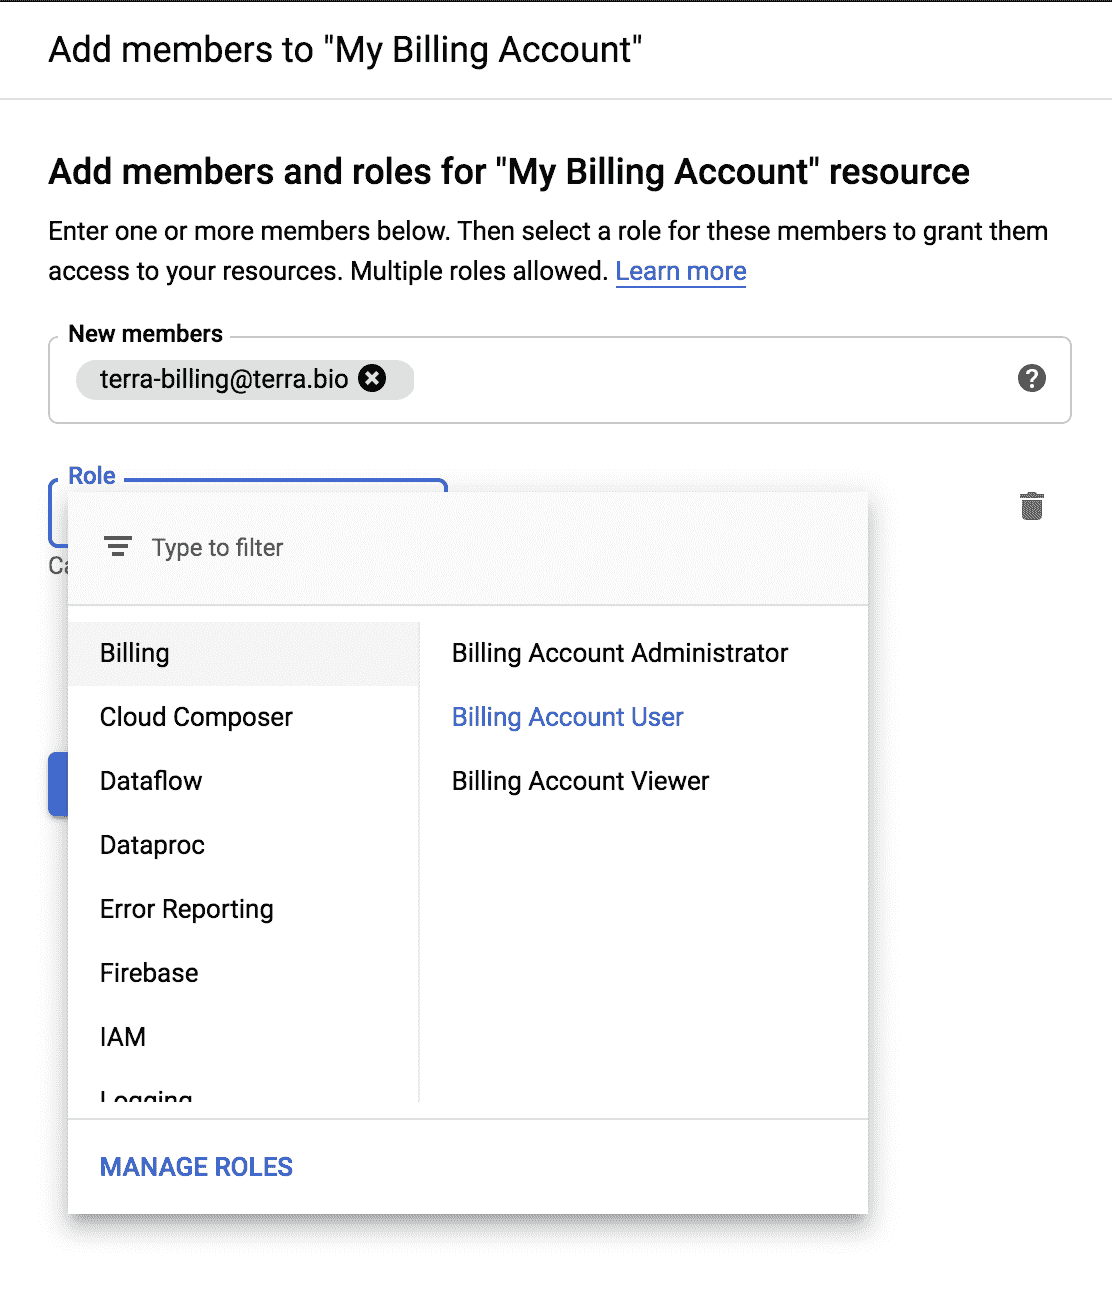 Add members to "My Billing Account"
Add members and roles for "My Billing Account" resource
Enter one or more members below. Then select a role for these members to grant them
access to your resources. Multiple roles allowed. Learn more
New members
terra-billing@terra.bio
Role
Type to filter
Billing
Billing Account Administrator
Cloud Composer
Billing Account User
Dataflow
Billing Account Viewer
Dataproc
Error Reporting
Firebase
IAM
Logging
MANAGE ROLES